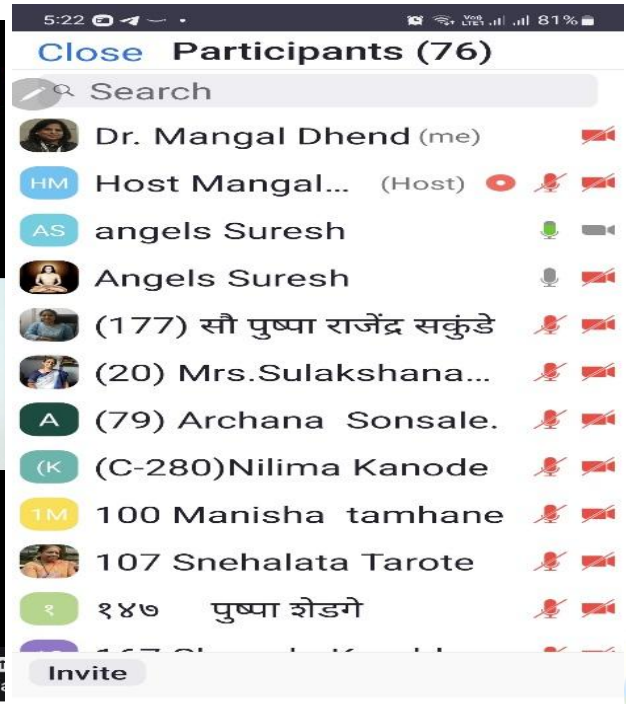 5:22 81%
Close Participants (76)
Search
Dr. Mangal Dhend (me)
HM Host Mangal... (Host)
AS angels Suresh
Angels Suresh
(177) सौ पुष्पा राजेंद्र सकुंडे
(20) Mrs.Sulakshana...
A (79) Archana Sonsale.
(K (C-280)Nilima Kanode
1M 100 Manisha tamhane
107 Snehalata Tarote
१ १४७ पुष्पा शेडगे
Invite